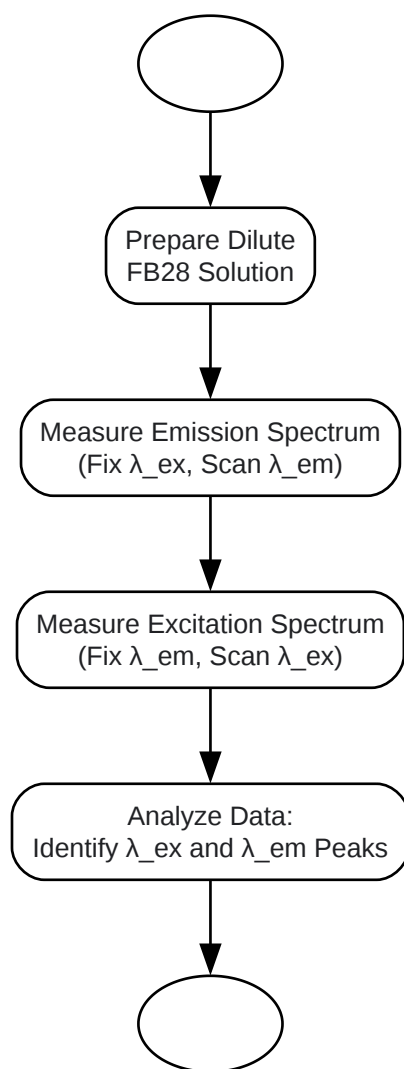 Prepare Dilute
FB28 Solution
Measure Emission Spectrum
(Fix λ_ex, Scan λ_em)
Measure Excitation Spectrum
(Fix λ_em, Scan λ_ex)
Analyze Data:
Identify λ_ex and λ_em Peaks